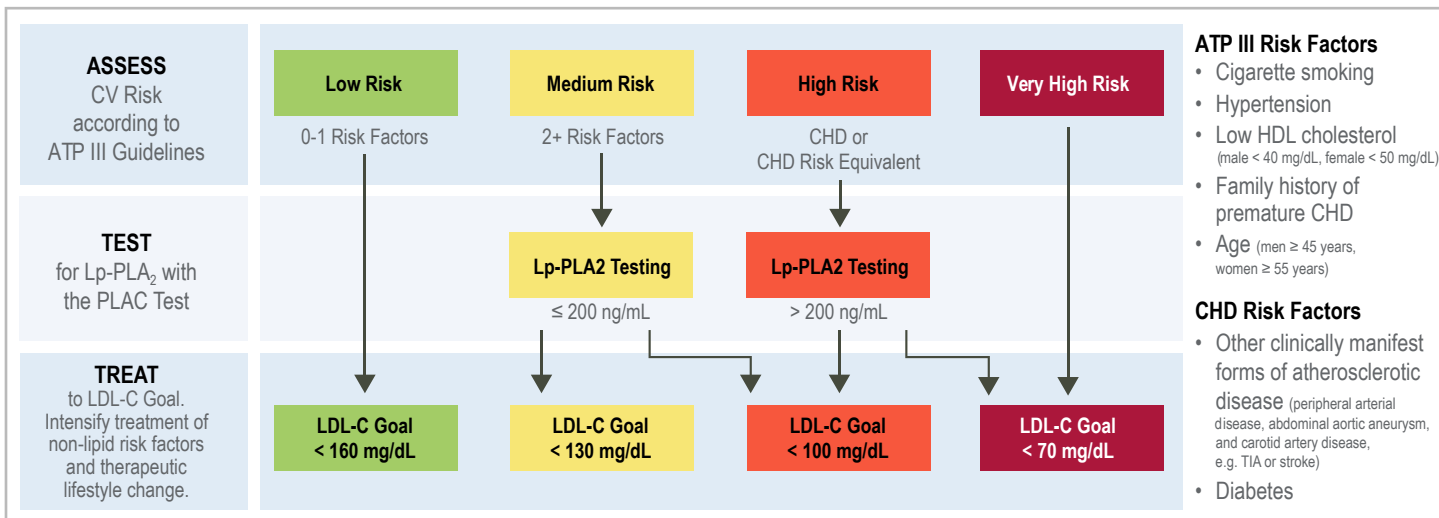 ASSESS
CV Risk
according to
ATP III Guidelines
Low Risk
0-1 Risk Factors
Medium Risk
2+ Risk Factors
High Risk
CHD or
CHD Risk Equivalent
Very High Risk
TEST
for Lp-PLA₂ with
the PLAC Test
Lp-PLA2 Testing
≤ 200 ng/mL
Lp-PLA2 Testing
> 200 ng/mL
TREAT
to LDL-C Goal.
Intensify treatment of
non-lipid risk factors
and therapeutic
lifestyle change.
LDL-C Goal
< 160 mg/dL
LDL-C Goal
< 130 mg/dL
LDL-C Goal
< 100 mg/dL
LDL-C Goal
< 70 mg/dL
ATP III Risk Factors
• Cigarette smoking
• Hypertension
• Low HDL cholesterol
(male < 40 mg/dL, female < 50 mg/dL)
• Family history of
premature CHD
• Age (men ≥ 45 years,
women ≥ 55 years)
CHD Risk Factors
• Other clinically manifest
forms of atherosclerotic
disease (peripheral arterial
disease, abdominal aortic aneurysm,
and carotid artery disease,
e.g. TIA or stroke)
• Diabetes